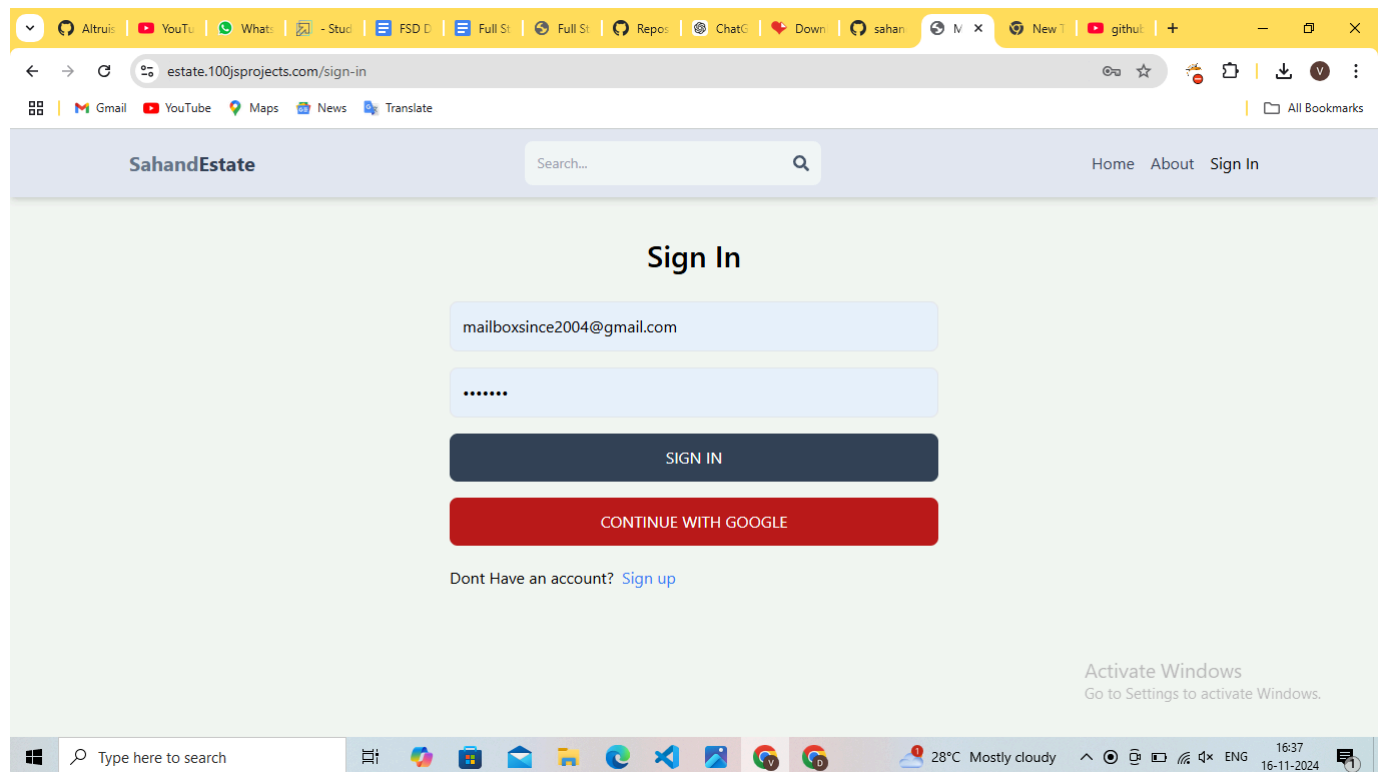 Altruis YouTu Whats - Stud FSD D Full St Full St Repos ChatG Down sahan M New T github
estate.100jsprojects.com/sign-in V
Gmail YouTube Maps News Translate All Bookmarks
SahandEstate Search... Home About Sign In
Sign In
mailboxsince2004@gmail.com
•••••••
SIGN IN
CONTINUE WITH GOOGLE
Dont Have an account? Sign up
Activate Windows
Go to Settings to activate Windows.
Type here to search 28°C Mostly cloudy ENG 16:37
16-11-2024